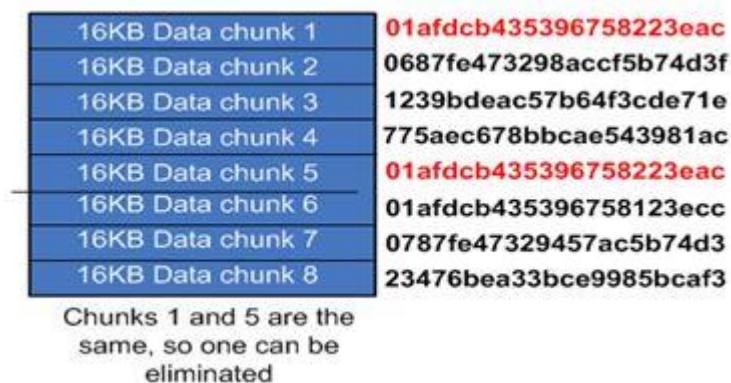 16KB Data chunk 1 01afdcb435396758223eac
16KB Data chunk 2 0687fe473298accf5b74d3f
16KB Data chunk 3 1239bdeac57b64f3cde71e
16KB Data chunk 4 775aec678bbcae543981ac
16KB Data chunk 5 01afdcb435396758223eac
16KB Data chunk 6 01afdcb435396758123ecc
16KB Data chunk 7 0787fe47329457ac5b74d3
16KB Data chunk 8 23476bea33bce9985bcaf3
Chunks 1 and 5 are the
same, so one can be
eliminated